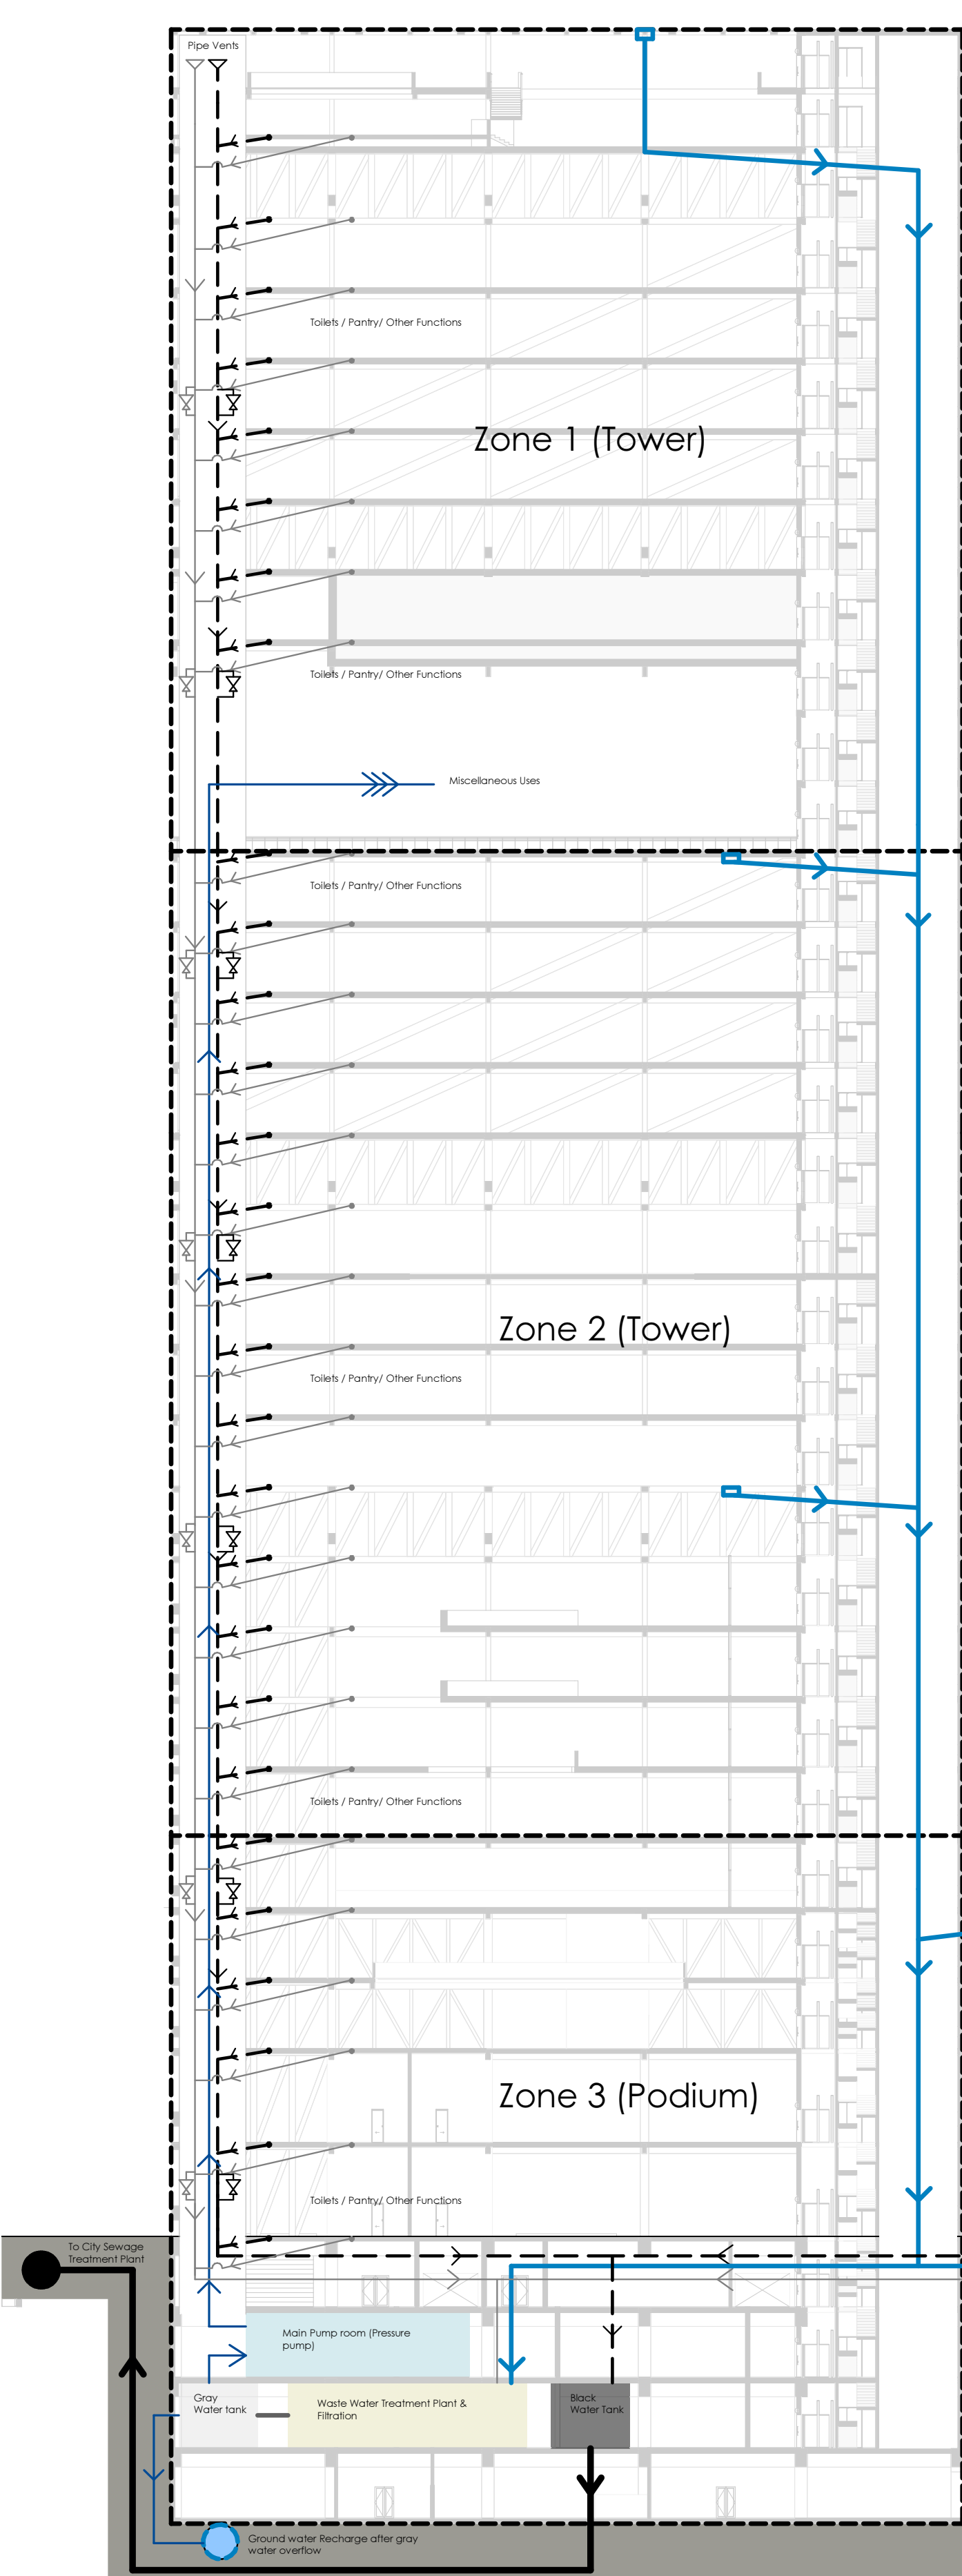 Pipe Vents
Toilets / Pantry/ Other Functions
Zone 1 (Tower)
Toilets / Pantry/ Other Functions
Miscellaneous Uses
Toilets / Pantry/ Other Functions
Zone 2 (Tower)
Toilets / Pantry/ Other Functions
Toilets / Pantry/ Other Functions
Zone 3 (Podium)
Toilets / Pantry/ Other Functions
To City Sewage
Treatment Plant
Main Pump room (Pressure
pump)
Gray
Water tank
Waste Water Treatment Plant &
Filtration
Black
Water Tank
Ground water Recharge after gray
water overflow